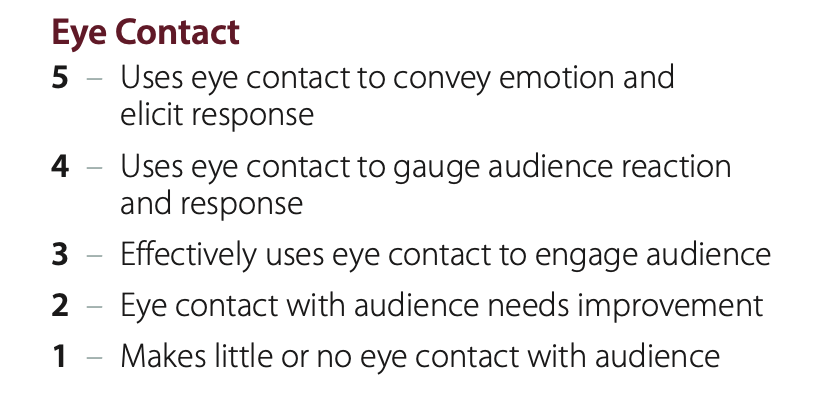 Eye Contact
5 – Uses eye contact to convey emotion and
elicit response
4 – Uses eye contact to gauge audience reaction
and response
3 – Effectively uses eye contact to engage audience
2 – Eye contact with audience needs improvement
1 – Makes little or no eye contact with audience